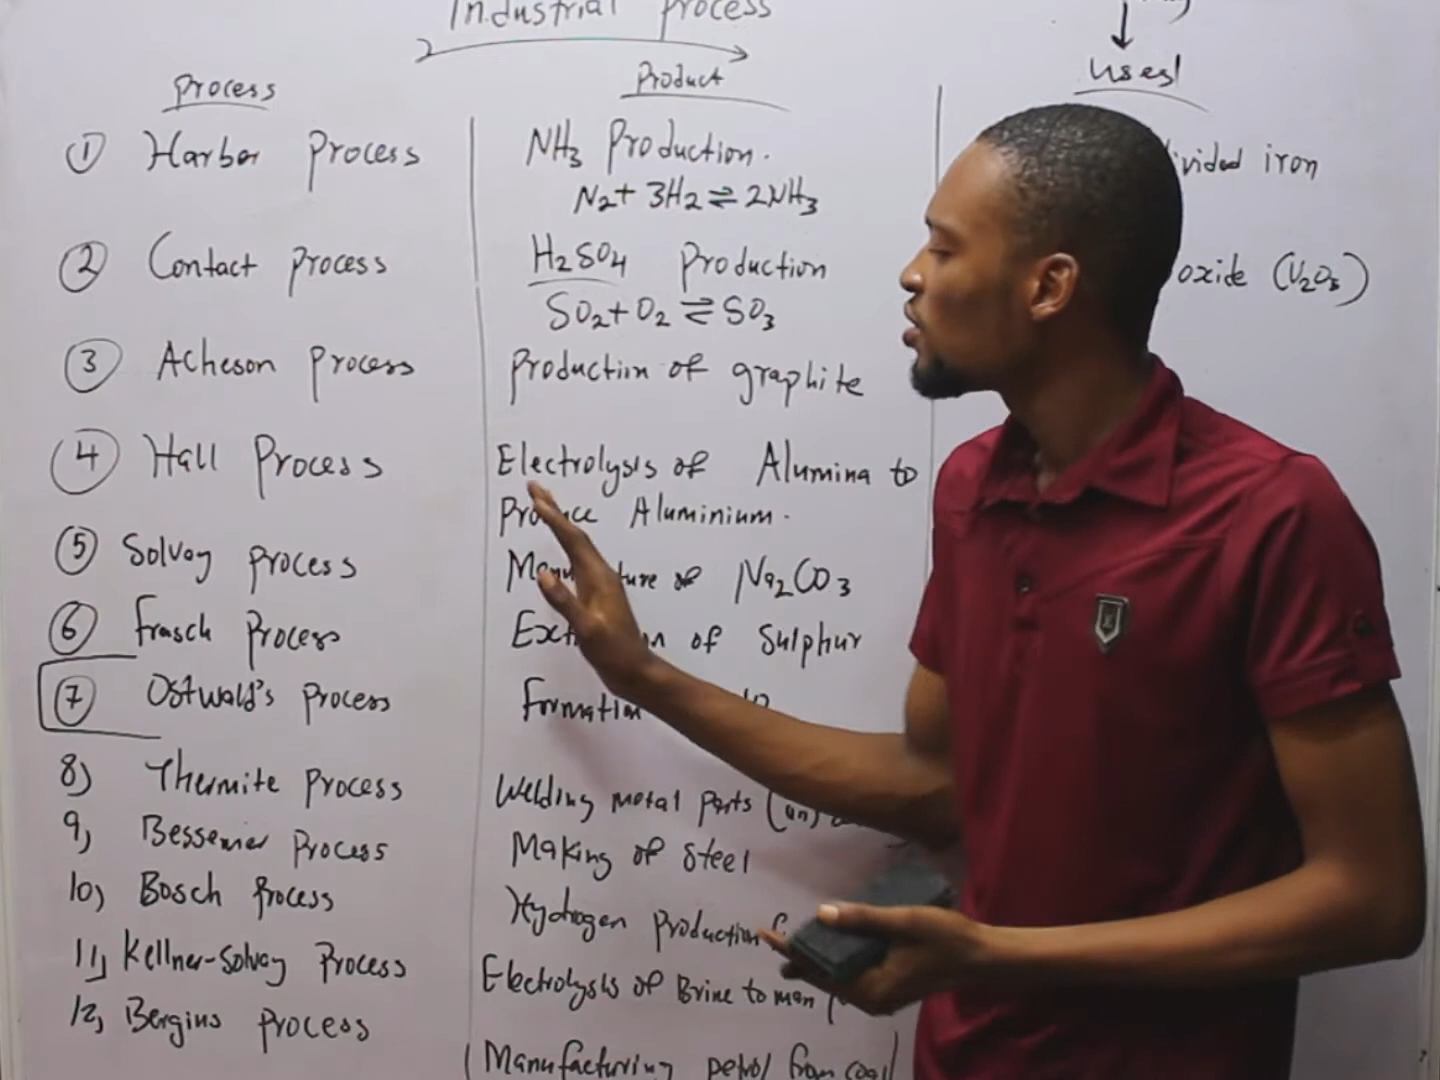 Industrial Process
Process Product Uses
① Harber Process NH3 Production. ivided iron
N2 + 3H2 ⇌ 2NH3
② Contact Process H2SO4 Production oxide (V2O5)
SO2 + O2 ⇌ SO3
③ Acheson Process Production of graphite
④ Hall Process Electrolysis of Alumina to
Produce Aluminium.
⑤ Solvay Process Manufacture of Na2CO3
⑥ Frasch Process of Sulphur
⑦ Ostwald's Process Formation
8) Thermite Process Welding metal parts
9) Bessemer Process Making of steel
10) Bosch Process Hydrogen production
11) Kellner-Solvay Process Electrolysis of Brine to
12) Bergius Process
(Manufacturing petrol from coal)